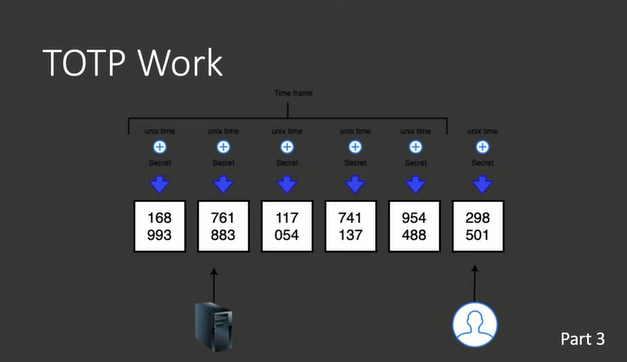 TOTP Work
Time frame
unix time unix time unix time unix time unix time unix time
Secret Secret Secret Secret Secret Secret
168 761 117 741 954 298
993 883 054 137 488 501
Part 3